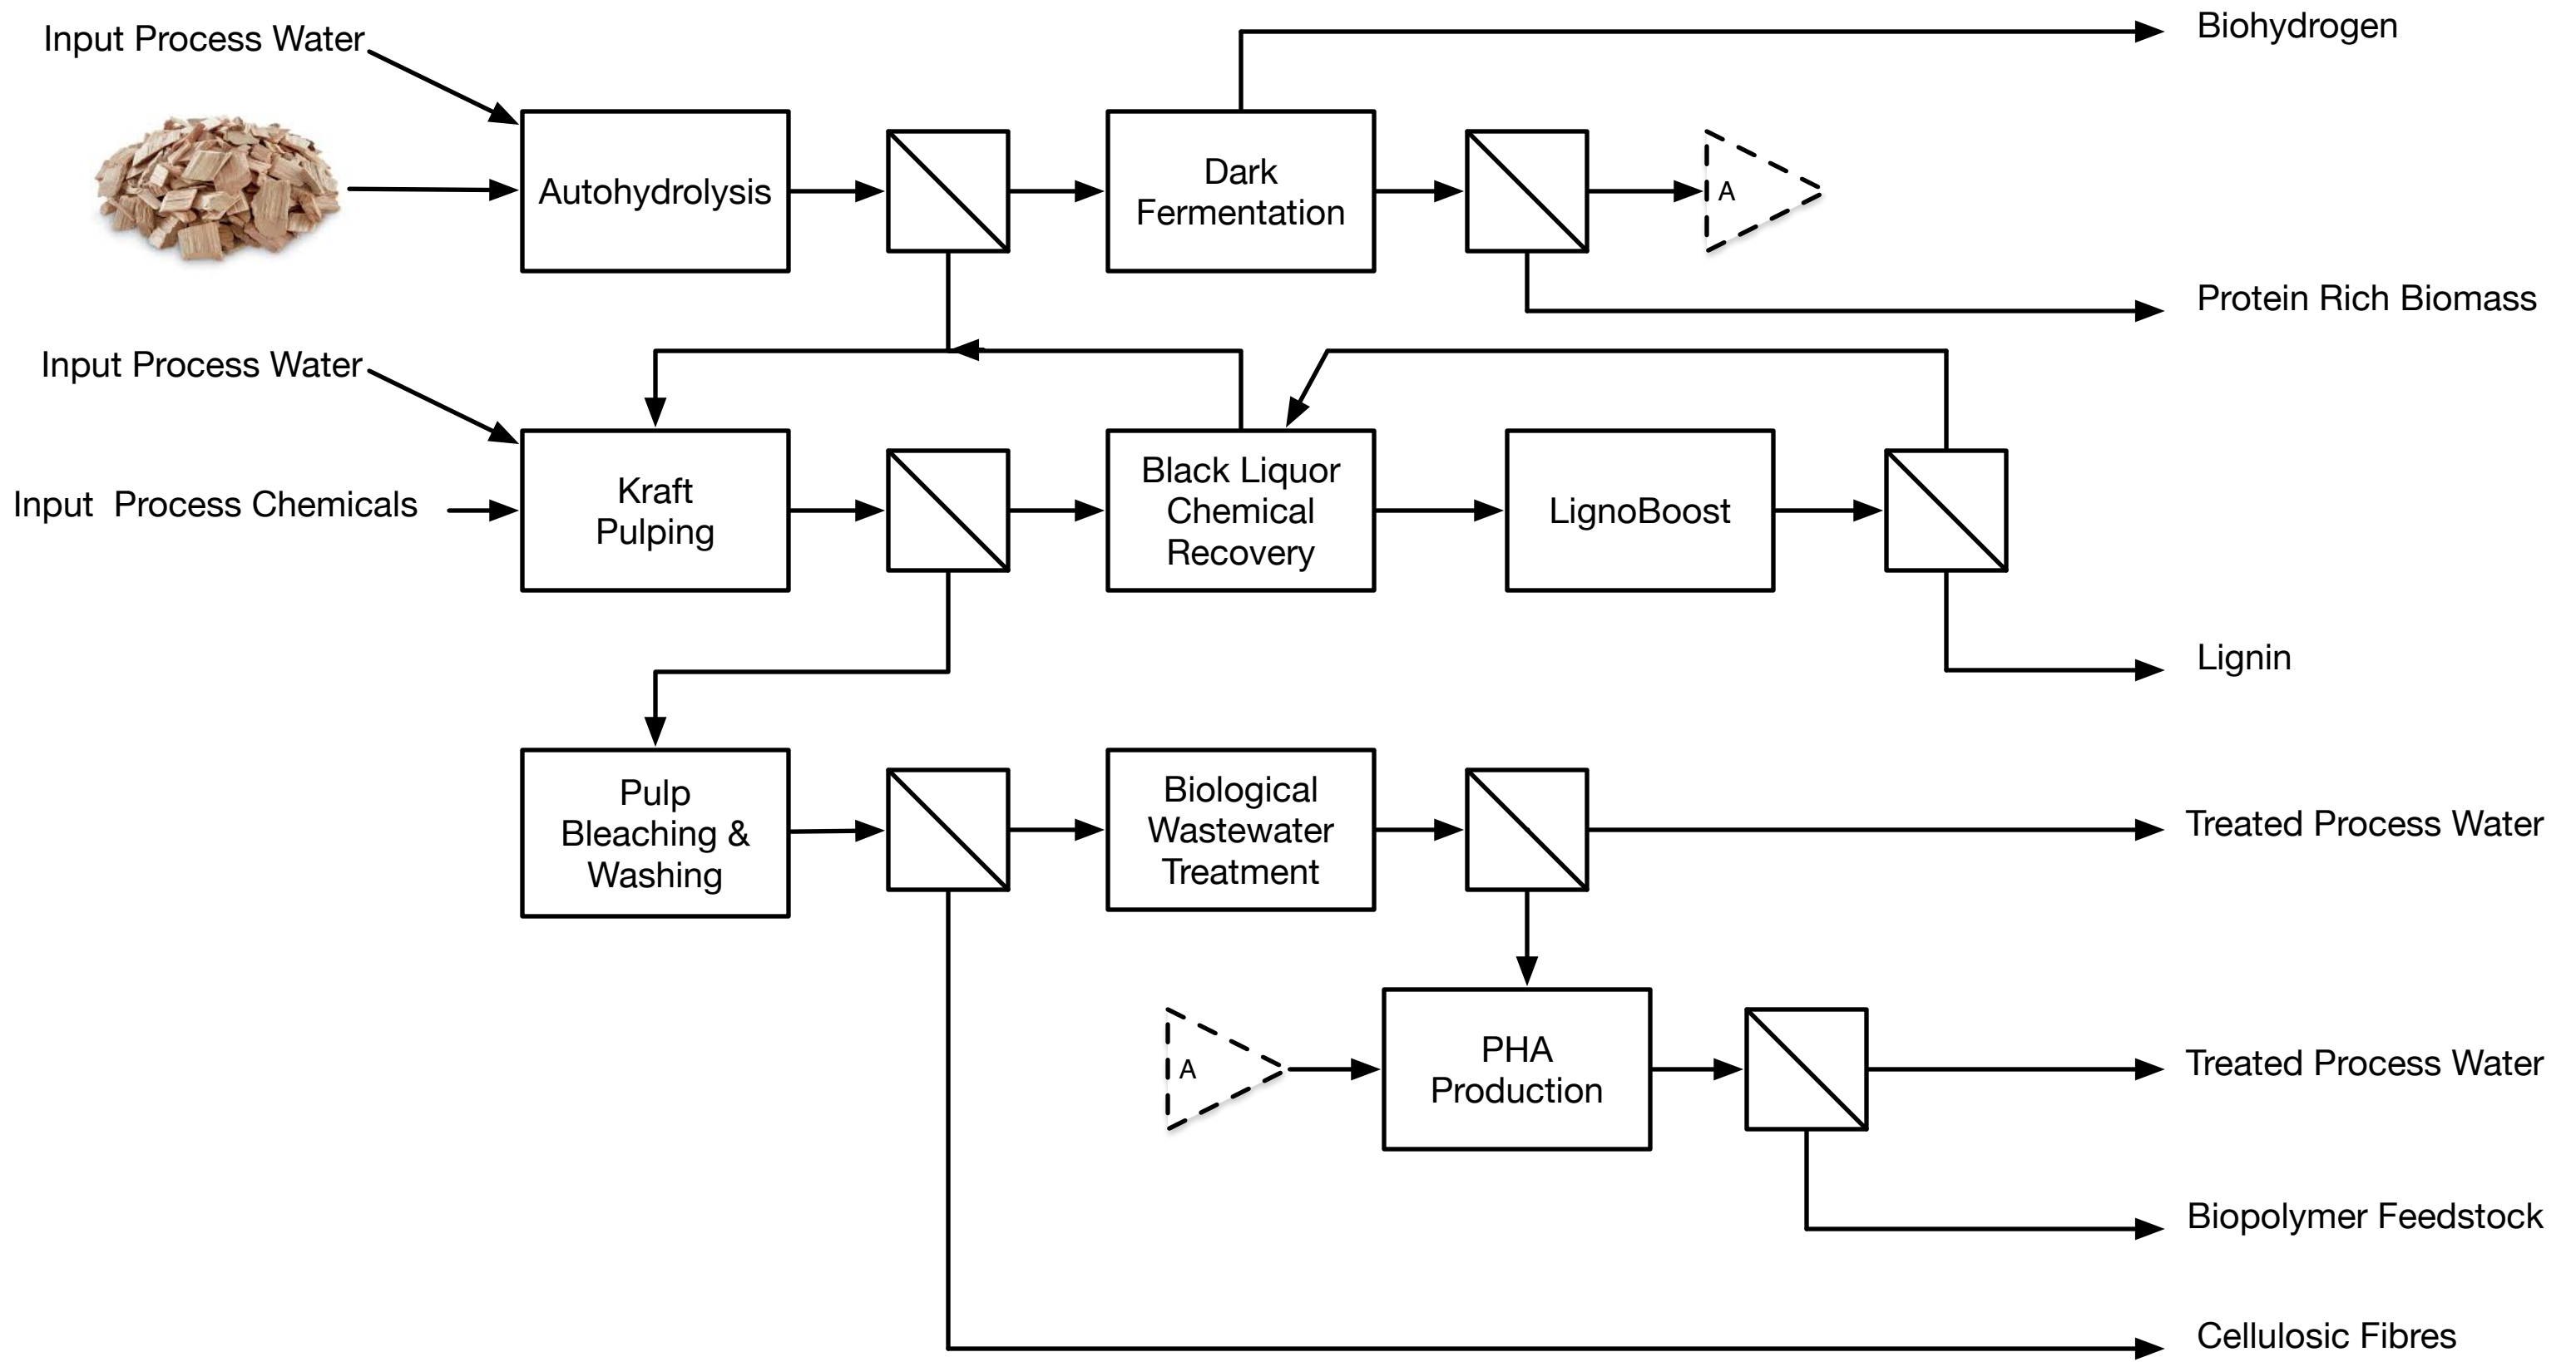 Input Process Water
Biohydrogen
Autohydrolysis
Dark
Fermentation
A
Protein Rich Biomass
Input Process Water
Input  Process Chemicals
Kraft
Pulping
Black Liquor
Chemical
Recovery
LignoBoost
Lignin
Pulp
Bleaching &
Washing
Biological
Wastewater
Treatment
Treated Process Water
A
PHA
Production
Treated Process Water
Biopolymer Feedstock
Cellulosic Fibres